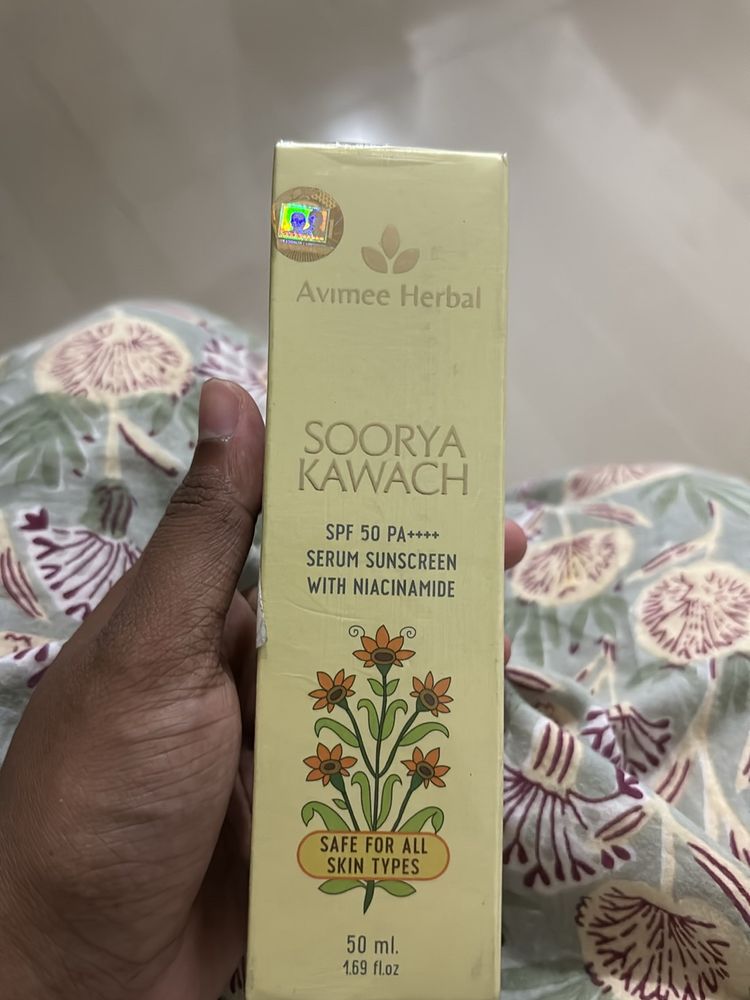 Avimee Herbal
SOORYA
KAWACH
SPF 50 PA++++
SERUM SUNSCREEN
WITH NIACINAMIDE
SAFE FOR ALL
SKIN TYPES
50 ml.
1.69 fl.oz